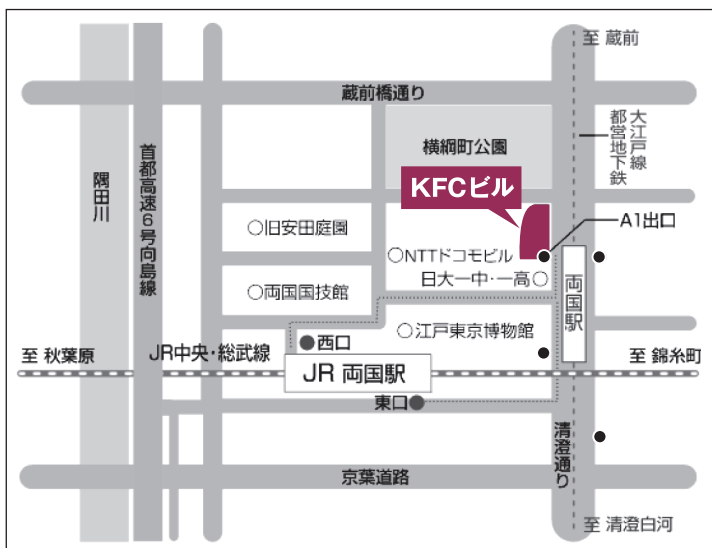 至 蔵前
蔵前橋通り
都営地下鉄
大江戸線
横綱町公園
隅田川
首都高速6号向島線
KFCビル
A1出口
○旧安田庭園
○NTTドコモビル
日大一中・一高○
○両国国技館
両国駅
○江戸東京博物館
●西口
至 秋葉原
JR中央・総武線
JR 両国駅
至 錦糸町
東口●
清澄通り
京葉道路
至 清澄白河